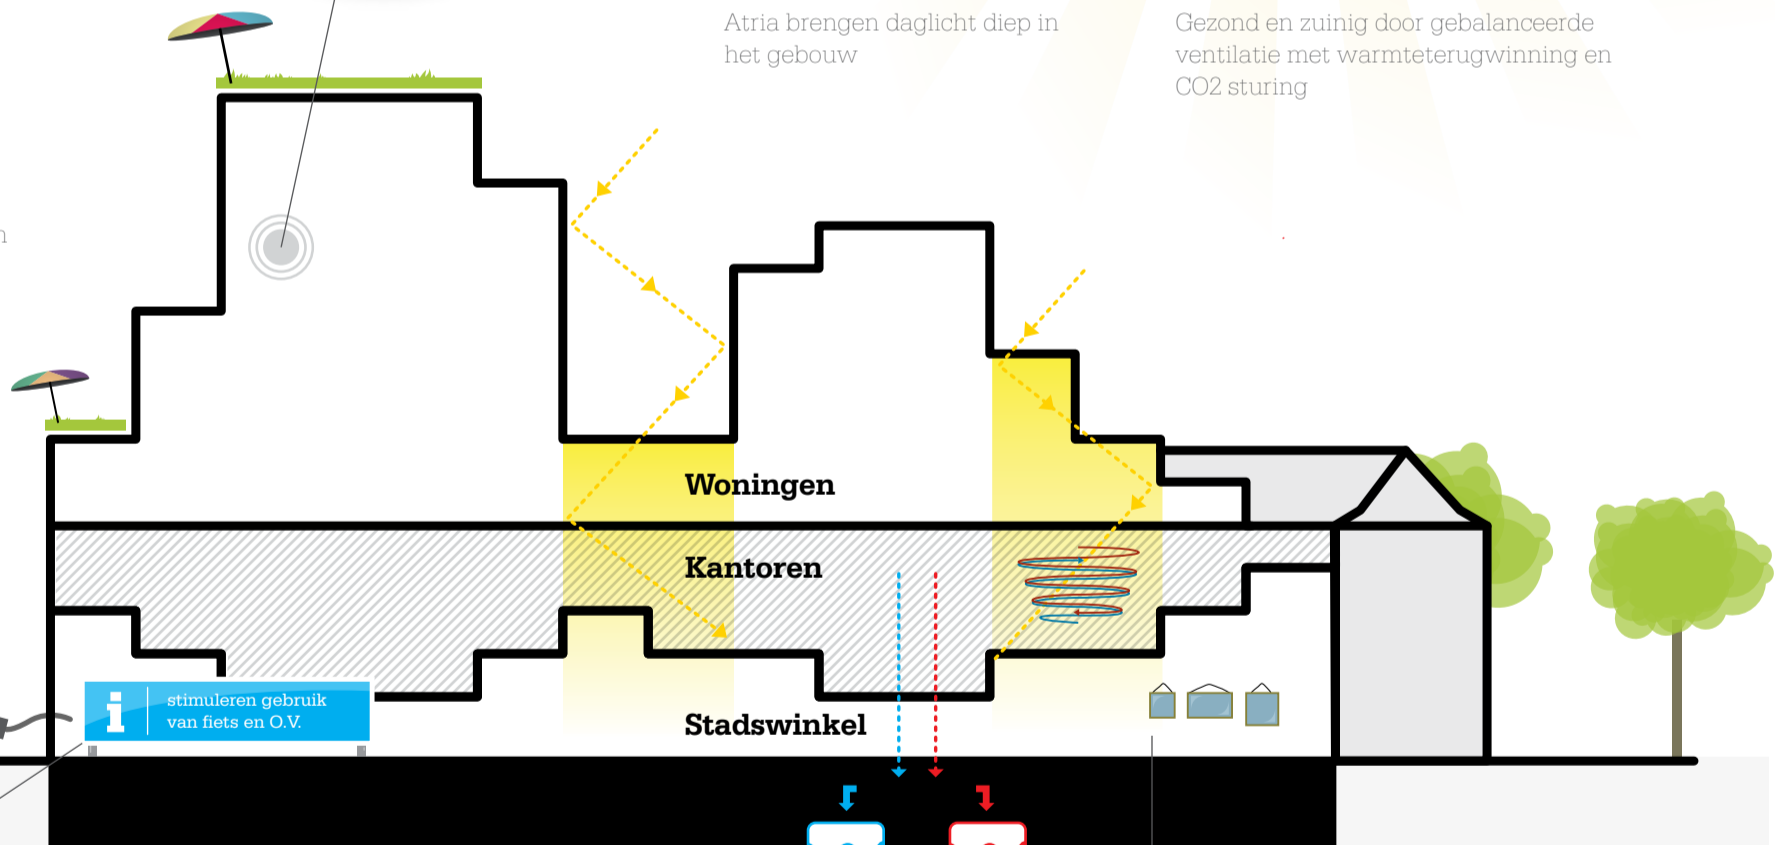 Atria brengen daglicht diep in
het gebouw
Gezond en zuinig door gebalanceerde
ventilatie met warmteterugwinning en
CO2 sturing
n
Woningen
Kantoren
i
stimuleren gebruik
van fiets en O.V.
Stadswinkel